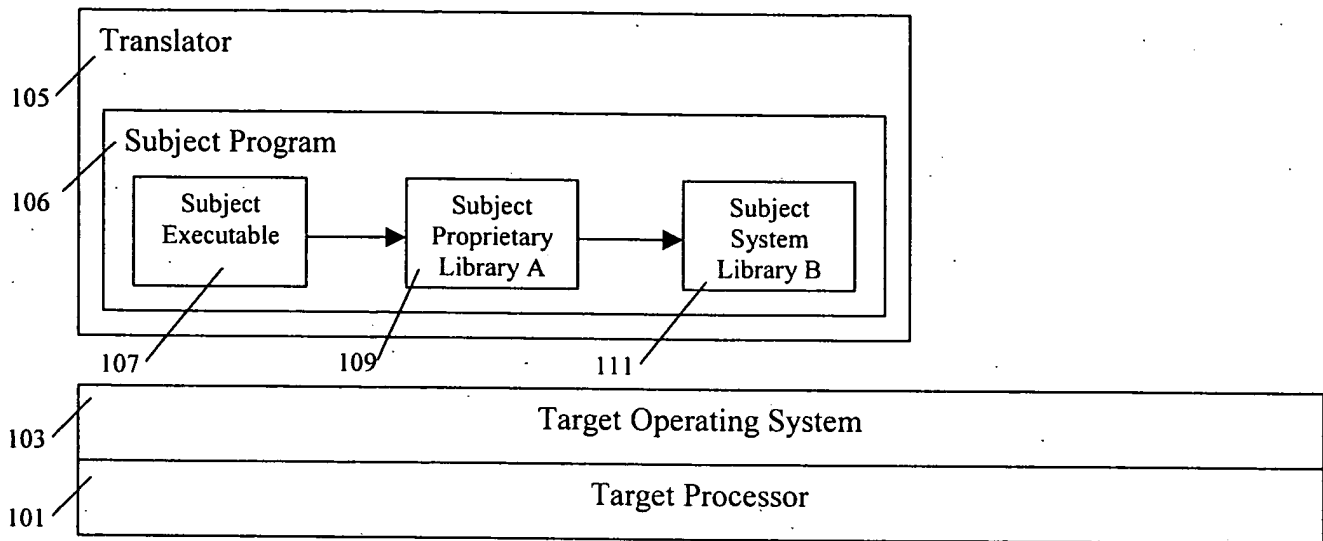 Translator
105
Subject Program
106
Subject
Executable
Subject
Proprietary
Library A
Subject
System
Library B
107
109
111
103
Target Operating System
101
Target Processor